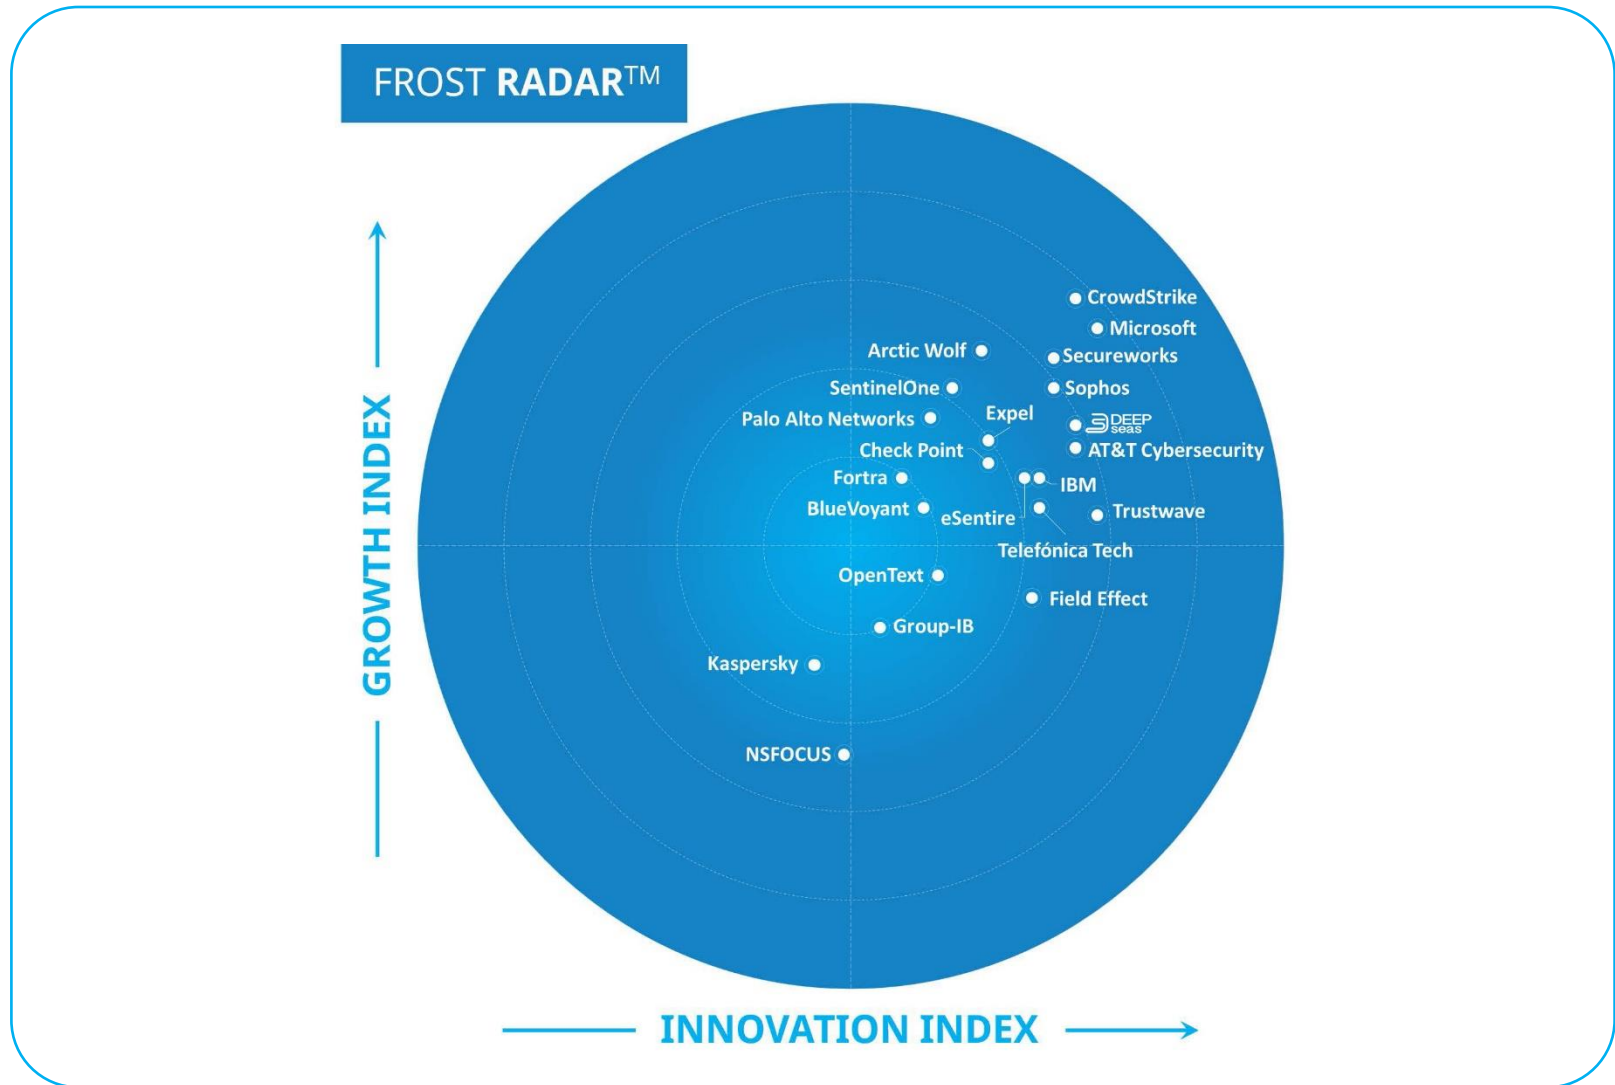 FROST RADAR™
CrowdStrike
Microsoft
Arctic Wolf
Secureworks
SentinelOne
Sophos
Expel
Palo Alto Networks
DEEP
seas
Check Point
AT&T Cybersecurity
Fortra
IBM
BlueVoyant
eSentire
Trustwave
Telefónica Tech
OpenText
Field Effect
Group-IB
Kaspersky
NSFOCUS
GROWTH INDEX
INNOVATION INDEX